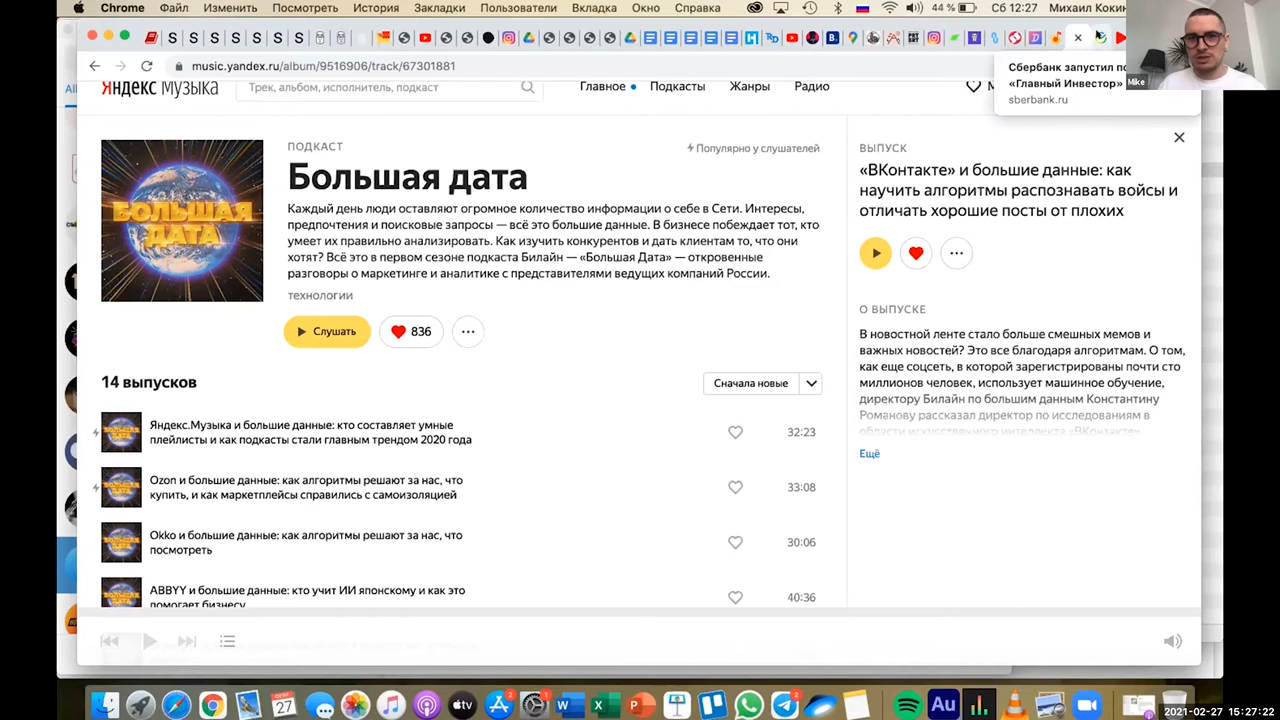 Chrome Файл Изменить Посмотреть История Закладки Пользователи Вкладка Окно Справка 44 % Сб 12:27 Михаил Кокин
music.yandex.ru/album/9516906/track/67301881
Сбербанк запустил
«Главный Инвестор»
sberbank.ru
Mike
Яндекс Музыка
Трек, альбом, исполнитель, подкаст
Главное Подкасты Жанры Радио
ПОДКАСТ
Популярно у слушателей
Большая дата
БОЛЬШАЯ
ДАТА
Каждый день люди оставляют огромное количество информации о себе в Сети. Интересы,
предпочтения и поисковые запросы — всё это большие данные. В бизнесе побеждает тот, кто
умеет их правильно анализировать. Как изучить конкурентов и дать клиентам то, что они
хотят? Всё это в первом сезоне подкаста Билайн — «Большая Дата» — откровенные
разговоры о маркетинге и аналитике с представителями ведущих компаний России.
технологии
Слушать
836
14 выпусков
Сначала новые
Яндекс.Музыка и большие данные: кто составляет умные
плейлисты и как подкасты стали главным трендом 2020 года
32:23
Ozon и большие данные: как алгоритмы решают за нас, что
купить, и как маркетплейсы справились с самоизоляцией
33:08
Okko и большие данные: как алгоритмы решают за нас, что
посмотреть
30:06
ABBYY и большие данные: кто учит ИИ японскому и как это
помогает бизнесу
40:36
ВЫПУСК
«ВКонтакте» и большие данные: как
научить алгоритмы распознавать войсы и
отличать хорошие посты от плохих
О ВЫПУСКЕ
В новостной ленте стало больше смешных мемов и
важных новостей? Это все благодаря алгоритмам. О том,
как еще соцсеть, в которой зарегистрированы почти сто
миллионов человек, использует машинное обучение,
директору Билайн по большим данным Константину
Романову рассказал директор по исследованиям в
области искусственного интеллекта «ВКонтакте»
Ещё
2021-02-27 15:27:22